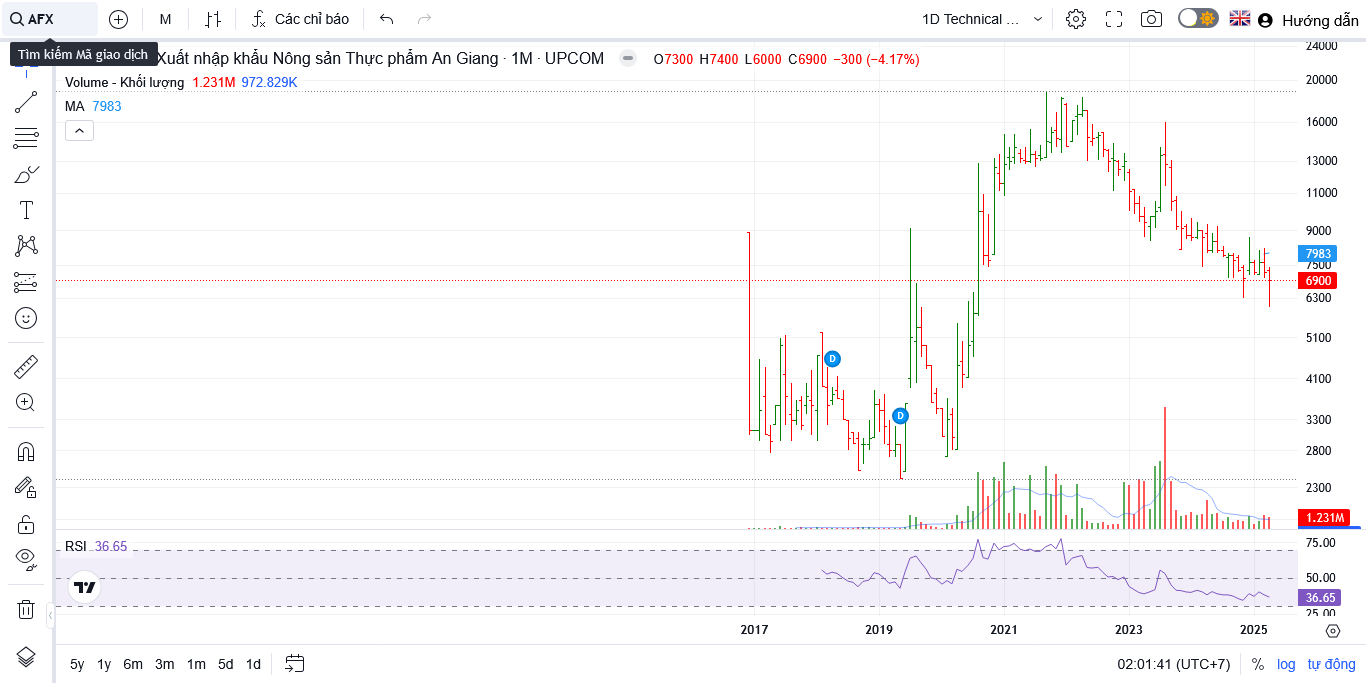 AFX
M
Các chỉ báo
1D Technical ...
Hướng dẫn
Tìm kiếm Mã giao dịch
Xuất nhập khẩu Nông sản Thực phẩm An Giang · 1M · UPCOM
O7300 H7400 L6000 C6900 −300 (−4.17%)
Volume - Khối lượng 1.231M 972.829K
MA 7983
24000
20000
16000
13000
11000
9000
7983
7500
6900
6300
5100
4100
3300
2800
2300
D
D
1.231M
RSI 36.65
75.00
50.00
36.65
25.00
2017 2019 2021 2023 2025
5y 1y 6m 3m 1m 5d 1d
02:01:41 (UTC+7) % log tự động